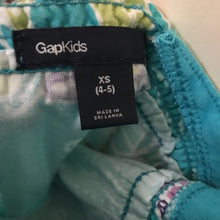 GapKids
XS
(4-5)
MADE IN
SRI LANKA